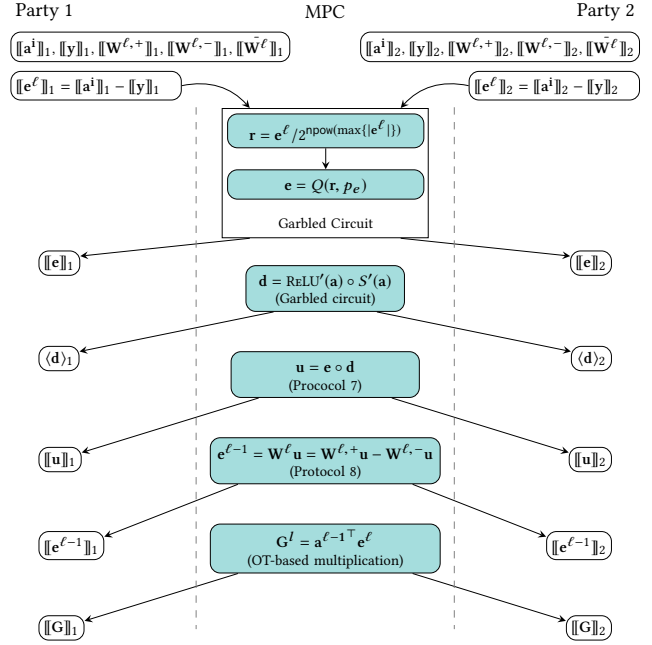 Party 1 MPC Party 2
⟦aⁱ⟧₁, ⟦y⟧₁, ⟦W^{ℓ,+}⟧₁, ⟦W^{ℓ,−}⟧₁, ⟦W̄^ℓ⟧₁ ⟦aⁱ⟧₂, ⟦y⟧₂, ⟦W^{ℓ,+}⟧₂, ⟦W^{ℓ,−}⟧₂, ⟦W̄^ℓ⟧₂
⟦e^ℓ⟧₁ = ⟦aⁱ⟧₁ − ⟦y⟧₁ ⟦e^ℓ⟧₂ = ⟦aⁱ⟧₂ − ⟦y⟧₂
r = e^ℓ/2^{npow(max{|e^ℓ|})}
e = Q(r, p_e)
Garbled Circuit
⟦e⟧₁ ⟦e⟧₂
d = RELU′(a) ∘ S′(a)
(Garbled circuit)
⟨d⟩₁ ⟨d⟩₂
u = e ∘ d
(Prococol 7)
⟦u⟧₁ ⟦u⟧₂
e^{ℓ−1} = W^ℓu = W^{ℓ,+}u − W^{ℓ,−}u
(Protocol 8)
⟦e^{ℓ−1}⟧₁ ⟦e^{ℓ−1}⟧₂
G^l = a^{ℓ−1⊤}e^ℓ
(OT-based multiplication)
⟦G⟧₁ ⟦G⟧₂